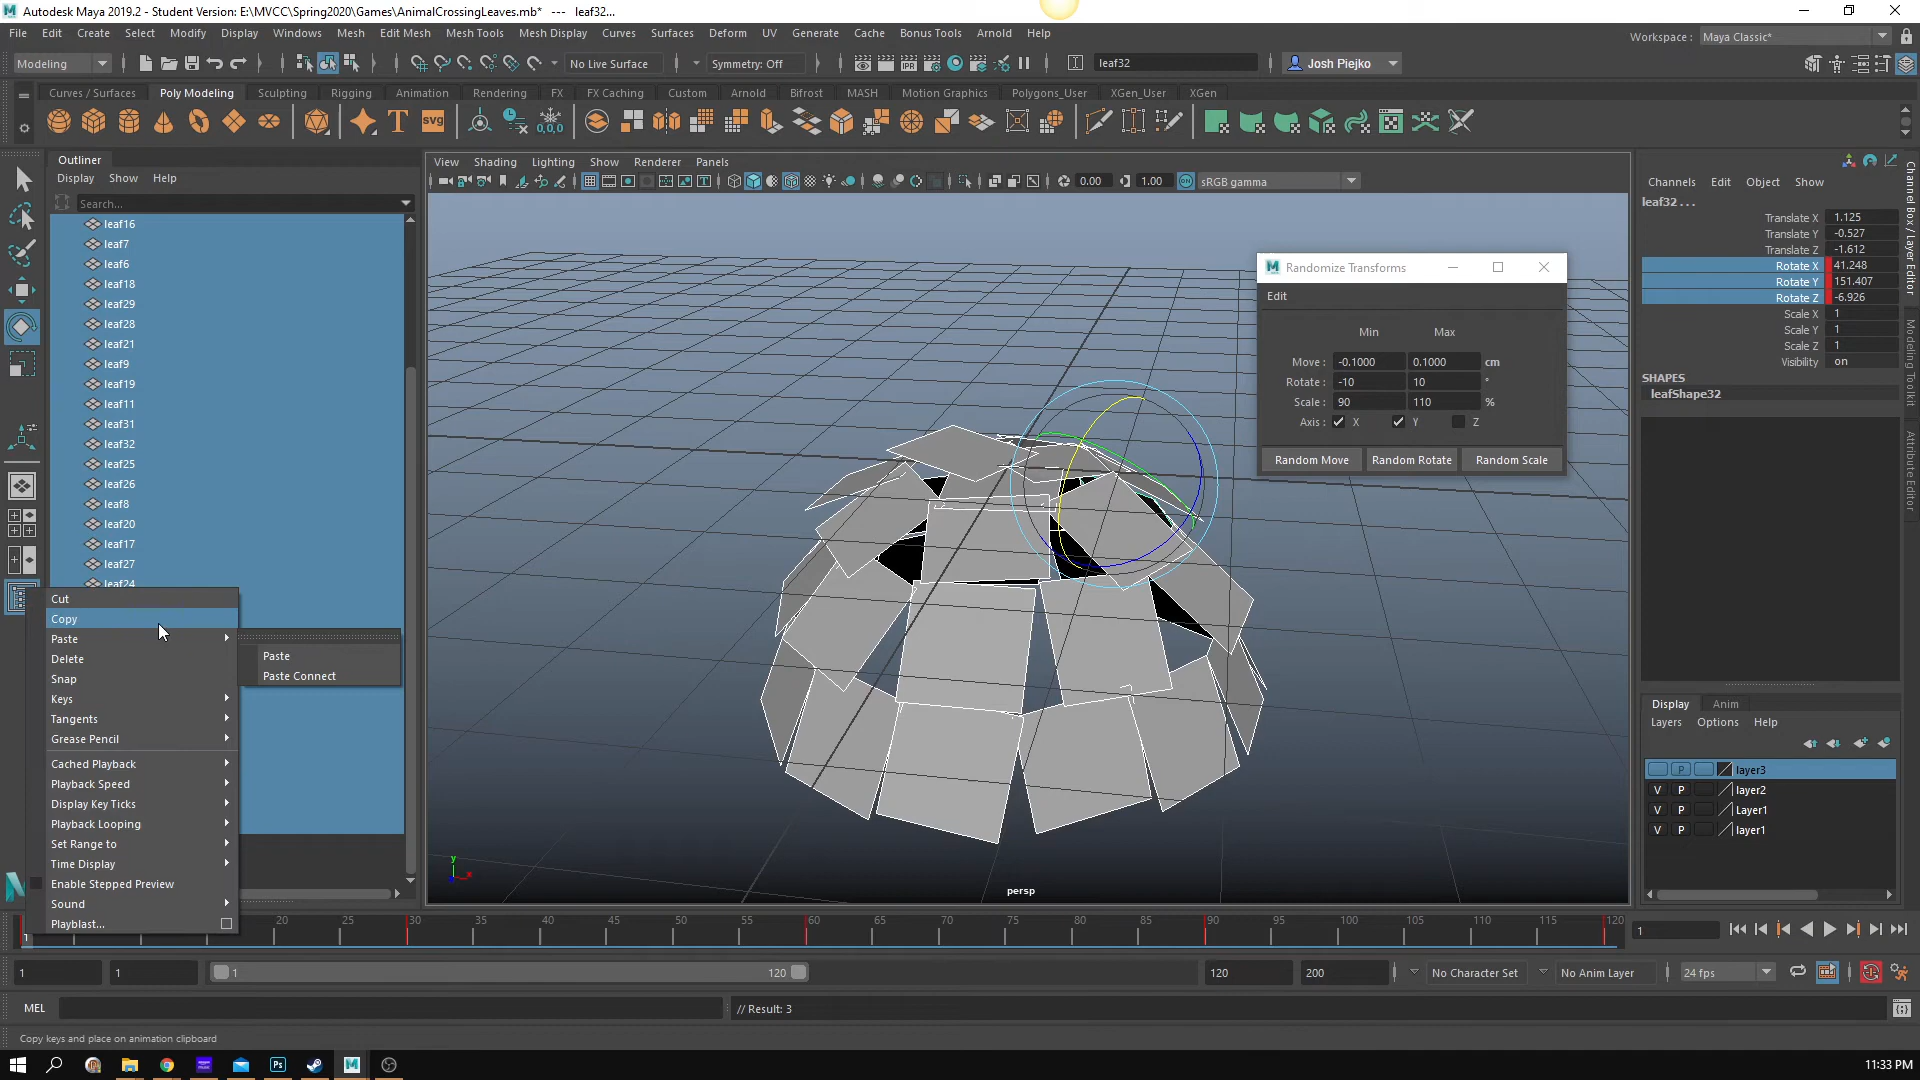 Autodesk Maya 2019.2 - Student Version: E:\MVCC\Spring2020\Games\AnimalCrossingLeaves.mb* --- leaf32...
File Edit Create Select Modify Display Windows Mesh Edit Mesh Mesh Tools Mesh Display Curves Surfaces Deform UV Generate Cache Bonus Tools Arnold Help
Workspace : Maya Classic*
Modeling No Live Surface Symmetry: Off leaf32 Josh Piejko
Curves / Surfaces Poly Modeling Sculpting Rigging Animation Rendering FX FX Caching Custom Arnold Bifrost MASH Motion Graphics Polygons_User XGen_User XGen
T svg 0,0,0
Outliner
Display Show Help
Search...
leaf16
leaf7
leaf6
leaf18
leaf29
leaf28
leaf21
leaf9
leaf19
leaf11
leaf31
leaf32
leaf25
leaf26
leaf8
leaf20
leaf17
leaf27
leaf24
Cut
Copy
Paste
Delete
Snap
Keys
Tangents
Grease Pencil
Cached Playback
Playback Speed
Display Key Ticks
Playback Looping
Set Range to
Time Display
Enable Stepped Preview
Sound
Playblast...
Paste
Paste Connect
View Shading Lighting Show Renderer Panels
0.00 1.00 sRGB gamma
Randomize Transforms
Edit
Min Max
Move : -0.1000 0.1000 cm
Rotate : -10 10 °
Scale : 90 110 %
Axis : X Y Z
Random Move Random Rotate Random Scale
y
x
persp
Channels Edit Object Show
leaf32 . . .
Translate X 1.125
Translate Y -0.527
Translate Z -1.612
Rotate X 41.248
Rotate Y 151.407
Rotate Z -6.926
Scale X 1
Scale Y 1
Scale Z 1
Visibility on
SHAPES
leafShape32
Channel Box / Layer Editor
Modeling Toolkit
Attribute Editor
Display Anim
Layers Options Help
P layer3
V P layer2
V P Layer1
V P layer1
1 20 25 30 35 40 45 50 55 60 65 70 75 80 85 90 95 100 105 110 115 120
1
1 1 1 120 120 200 No Character Set No Anim Layer 24 fps
MEL // Result: 3
Copy keys and place on animation clipboard
11:33 PM